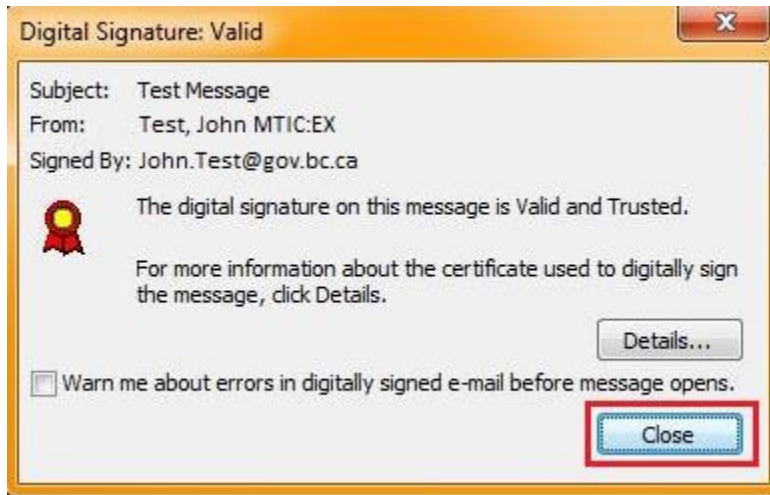 Digital Signature: Valid
Subject: Test Message
From: Test, John MTIC:EX
Signed By: John.Test@gov.bc.ca
The digital signature on this message is Valid and Trusted.
For more information about the certificate used to digitally sign
the message, click Details.
Details...
Warn me about errors in digitally signed e-mail before message opens.
Close